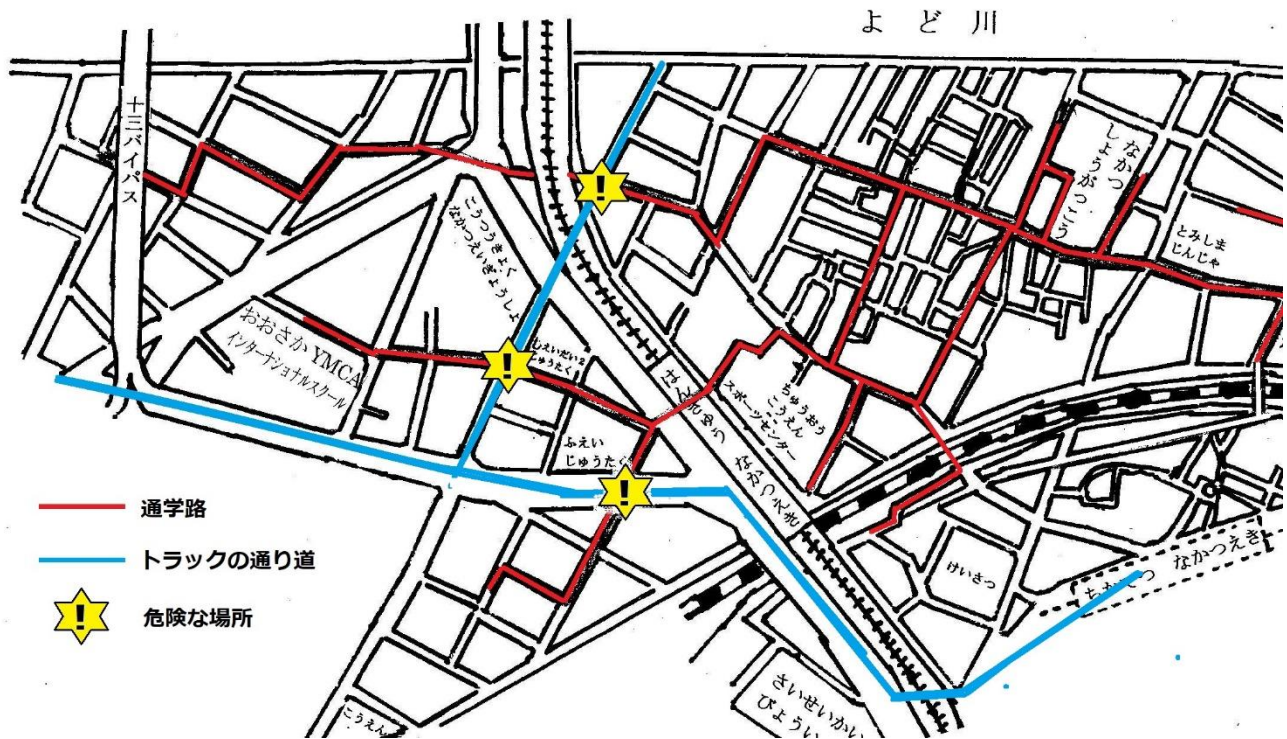 よど川
十三バイパス
なかつ
しょうがっこう
とみしま
じんじゃ
こうつうきょく
なかつえいぎょうしょ
おおさかYMCA
インターナショナルスクール
しえいだい2
じゅうたく
ちゅうおう
こうえん
スポーツセンター
はんきゅう なかつえき
ふえい
じゅうたく
!
!
!
通学路
トラックの通り道
!
危険な場所
けいさつ
ちかてつ なかつえき
さいせいかい
びょうい
こうえん